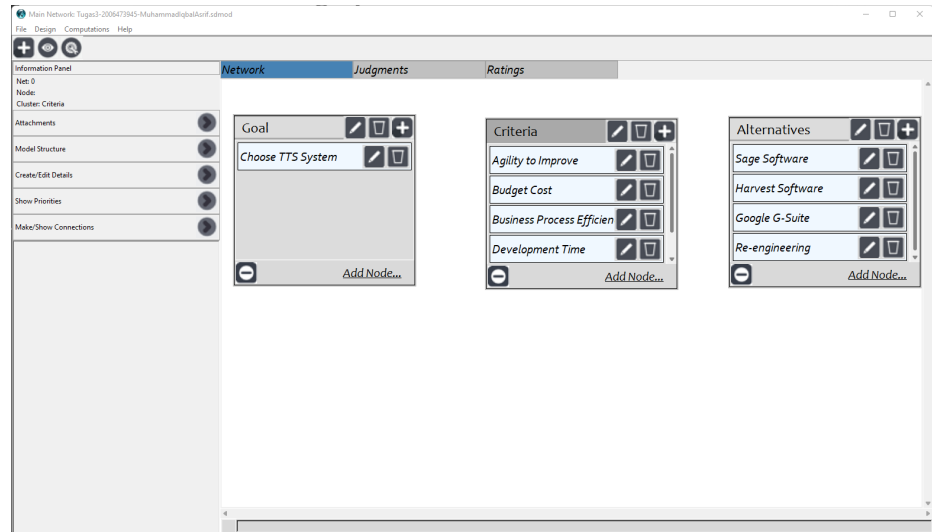 Main Network: Tugas3-2006473945-MuhammadIqbalAsrif.sdmod
File Design Computations Help
Information Panel
Net: 0
Node:
Cluster: Criteria
Attachments
Model Structure
Create/Edit Details
Show Priorities
Make/Show Connections
Network Judgments Ratings
Goal
Choose TTS System
Add Node...
Criteria
Agility to Improve
Budget Cost
Business Process Efficien
Development Time
Add Node...
Alternatives
Sage Software
Harvest Software
Google G-Suite
Re-engineering
Add Node...